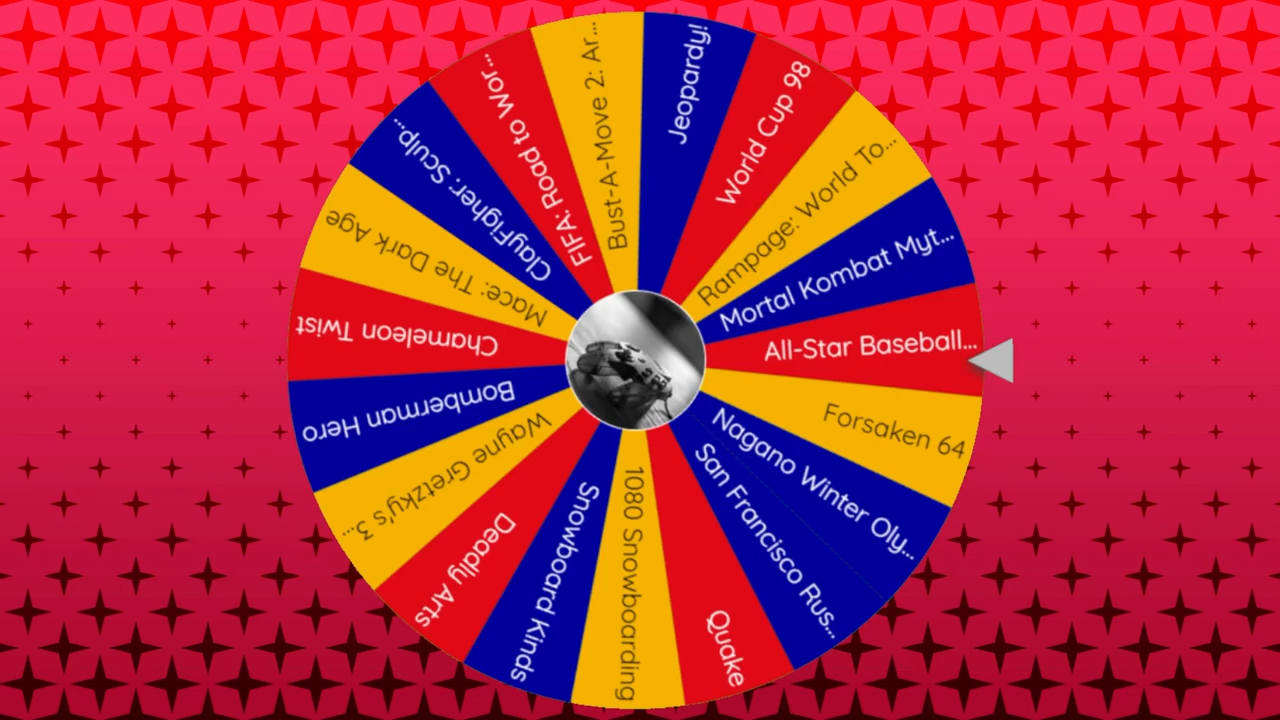 Jeopardy!
World Cup 98
Rampage: World To...
Mortal Kombat Myt...
All-Star Baseball...
Forsaken 64
Nagano Winter Oly...
San Francisco Rus...
Quake
1080 Snowboarding
Snowboard Kinds
Deadly Arts
Wayne Gretzky's 3...
Bomberman Hero
Chameleon Twist
Mace: The Dark Age
ClayFigher: Sculp...
FIFA: Road to Wor...
Bust-A-Move 2: Ar...